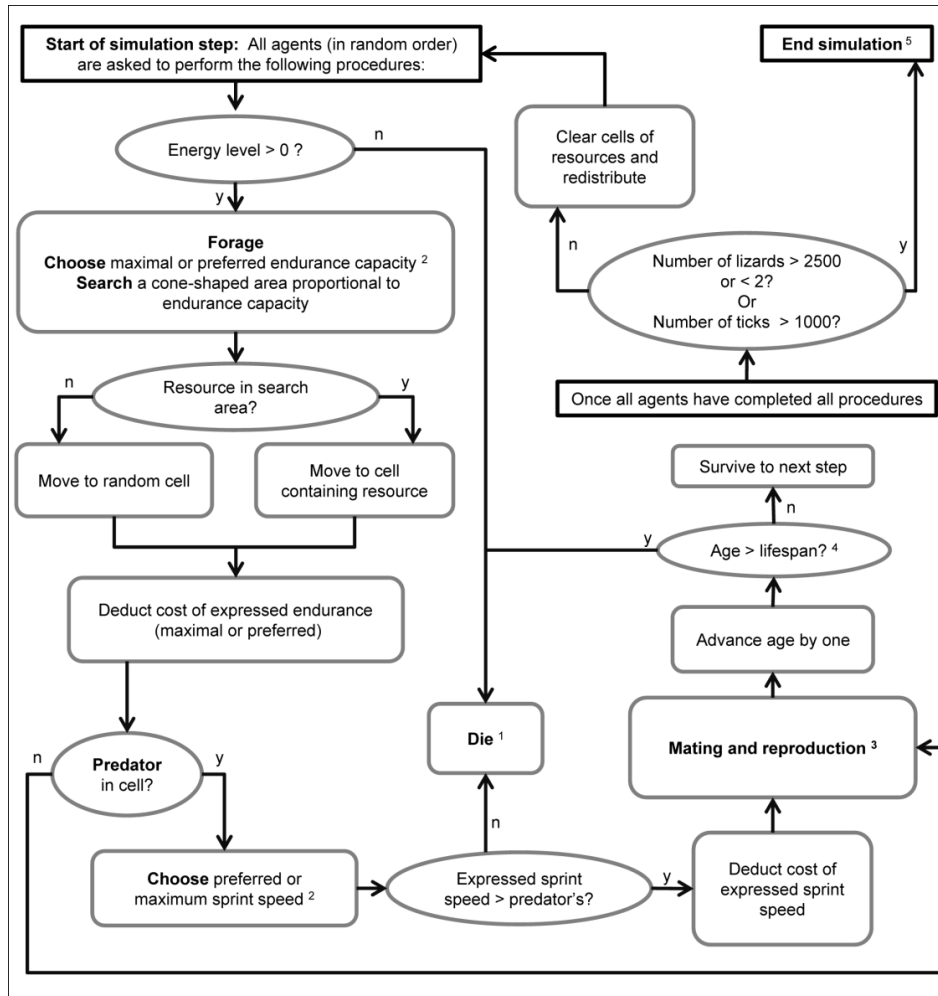 Start of simulation step: All agents (in random order)
are asked to perform the following procedures:
End simulation 5
Energy level > 0 ?
n
y
Clear cells of
resources and
redistribute
Forage
Choose maximal or preferred endurance capacity 2
Search a cone-shaped area proportional to
endurance capacity
n
y
Number of lizards > 2500
or < 2?
Or
Number of ticks > 1000?
Resource in search
area?
n
y
Once all agents have completed all procedures
Move to random cell
Move to cell
containing resource
Survive to next step
n
y
Age > lifespan? 4
Deduct cost of expressed endurance
(maximal or preferred)
Advance age by one
Die 1
Mating and reproduction 3
n
Predator
in cell?
y
n
Choose preferred or
maximum sprint speed 2
Expressed sprint
speed > predator's?
y
Deduct cost of
expressed sprint
speed